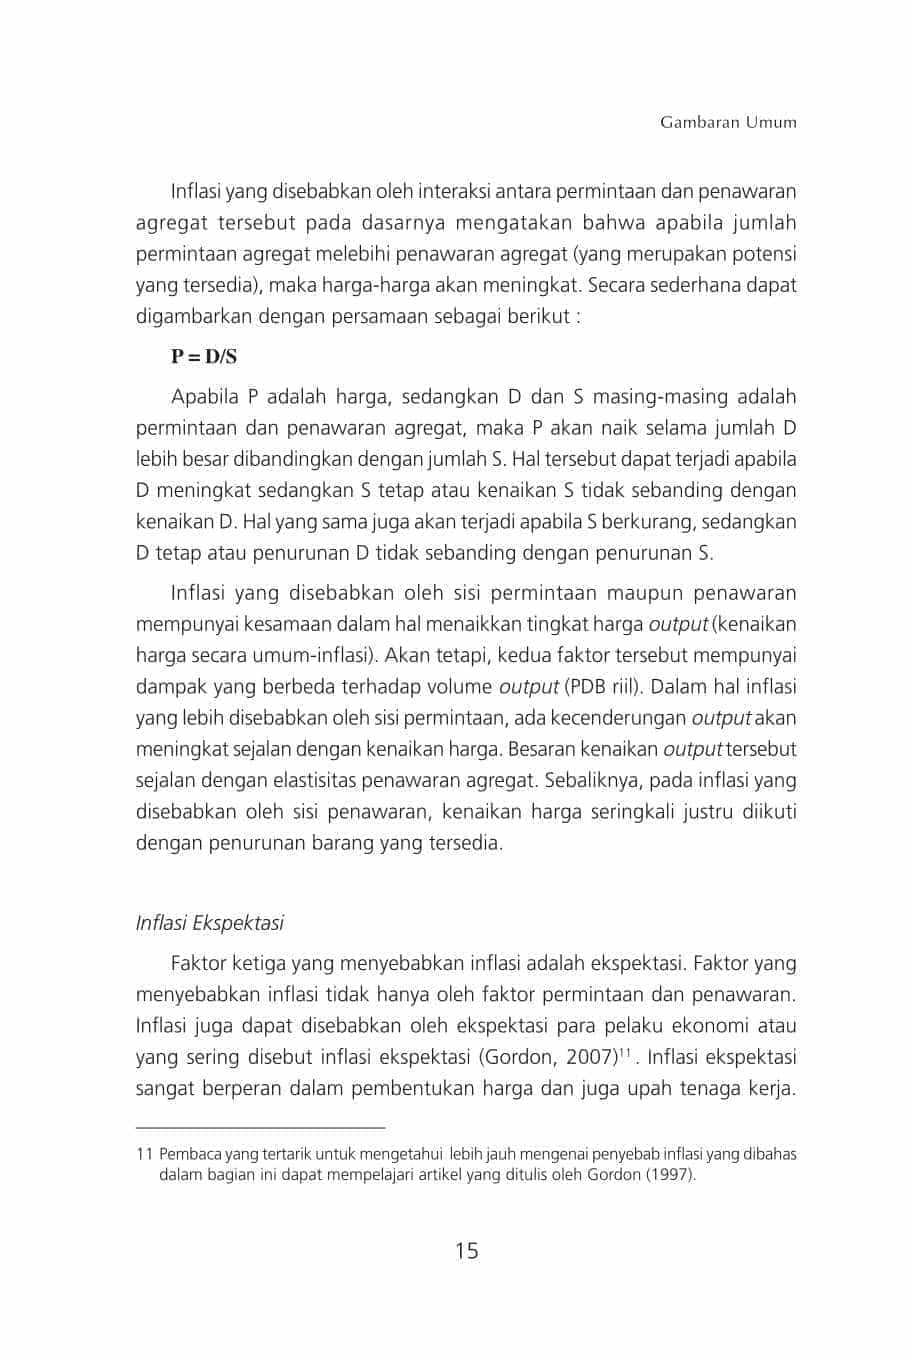 Gambaran Umum
Inflasi yang disebabkan oleh interaksi antara permintaan dan penawaran
agregat tersebut pada dasarnya mengatakan bahwa apabila jumlah
permintaan agregat melebihi penawaran agregat (yang merupakan potensi
yang tersedia), maka harga-harga akan meningkat. Secara sederhana dapat
digambarkan dengan persamaan sebagai berikut :
P = D/S
Apabila P adalah harga, sedangkan D dan S masing-masing adalah
permintaan dan penawaran agregat, maka P akan naik selama jumlah D
lebih besar dibandingkan dengan jumlah S. Hal tersebut dapat terjadi apabila
D meningkat sedangkan S tetap atau kenaikan S tidak sebanding dengan
kenaikan D. Hal yang sama juga akan terjadi apabila S berkurang, sedangkan
D tetap atau penurunan D tidak sebanding dengan penurunan S.
Inflasi yang disebabkan oleh sisi permintaan maupun penawaran
mempunyai kesamaan dalam hal menaikkan tingkat harga output (kenaikan
harga secara umum-inflasi). Akan tetapi, kedua faktor tersebut mempunyai
dampak yang berbeda terhadap volume output (PDB riil). Dalam hal inflasi
yang lebih disebabkan oleh sisi permintaan, ada kecenderungan output akan
meningkat sejalan dengan kenaikan harga. Besaran kenaikan output tersebut
sejalan dengan elastisitas penawaran agregat. Sebaliknya, pada inflasi yang
disebabkan oleh sisi penawaran, kenaikan harga seringkali justru diikuti
dengan penurunan barang yang tersedia.
Inflasi Ekspektasi
Faktor ketiga yang menyebabkan inflasi adalah ekspektasi. Faktor yang
menyebabkan inflasi tidak hanya oleh faktor permintaan dan penawaran.
Inflasi juga dapat disebabkan oleh ekspektasi para pelaku ekonomi atau
yang sering disebut inflasi ekspektasi (Gordon, 2007)¹¹. Inflasi ekspektasi
sangat berperan dalam pembentukan harga dan juga upah tenaga kerja.
11 Pembaca yang tertarik untuk mengetahui lebih jauh mengenai penyebab inflasi yang dibahas
dalam bagian ini dapat mempelajari artikel yang ditulis oleh Gordon (1997).
15